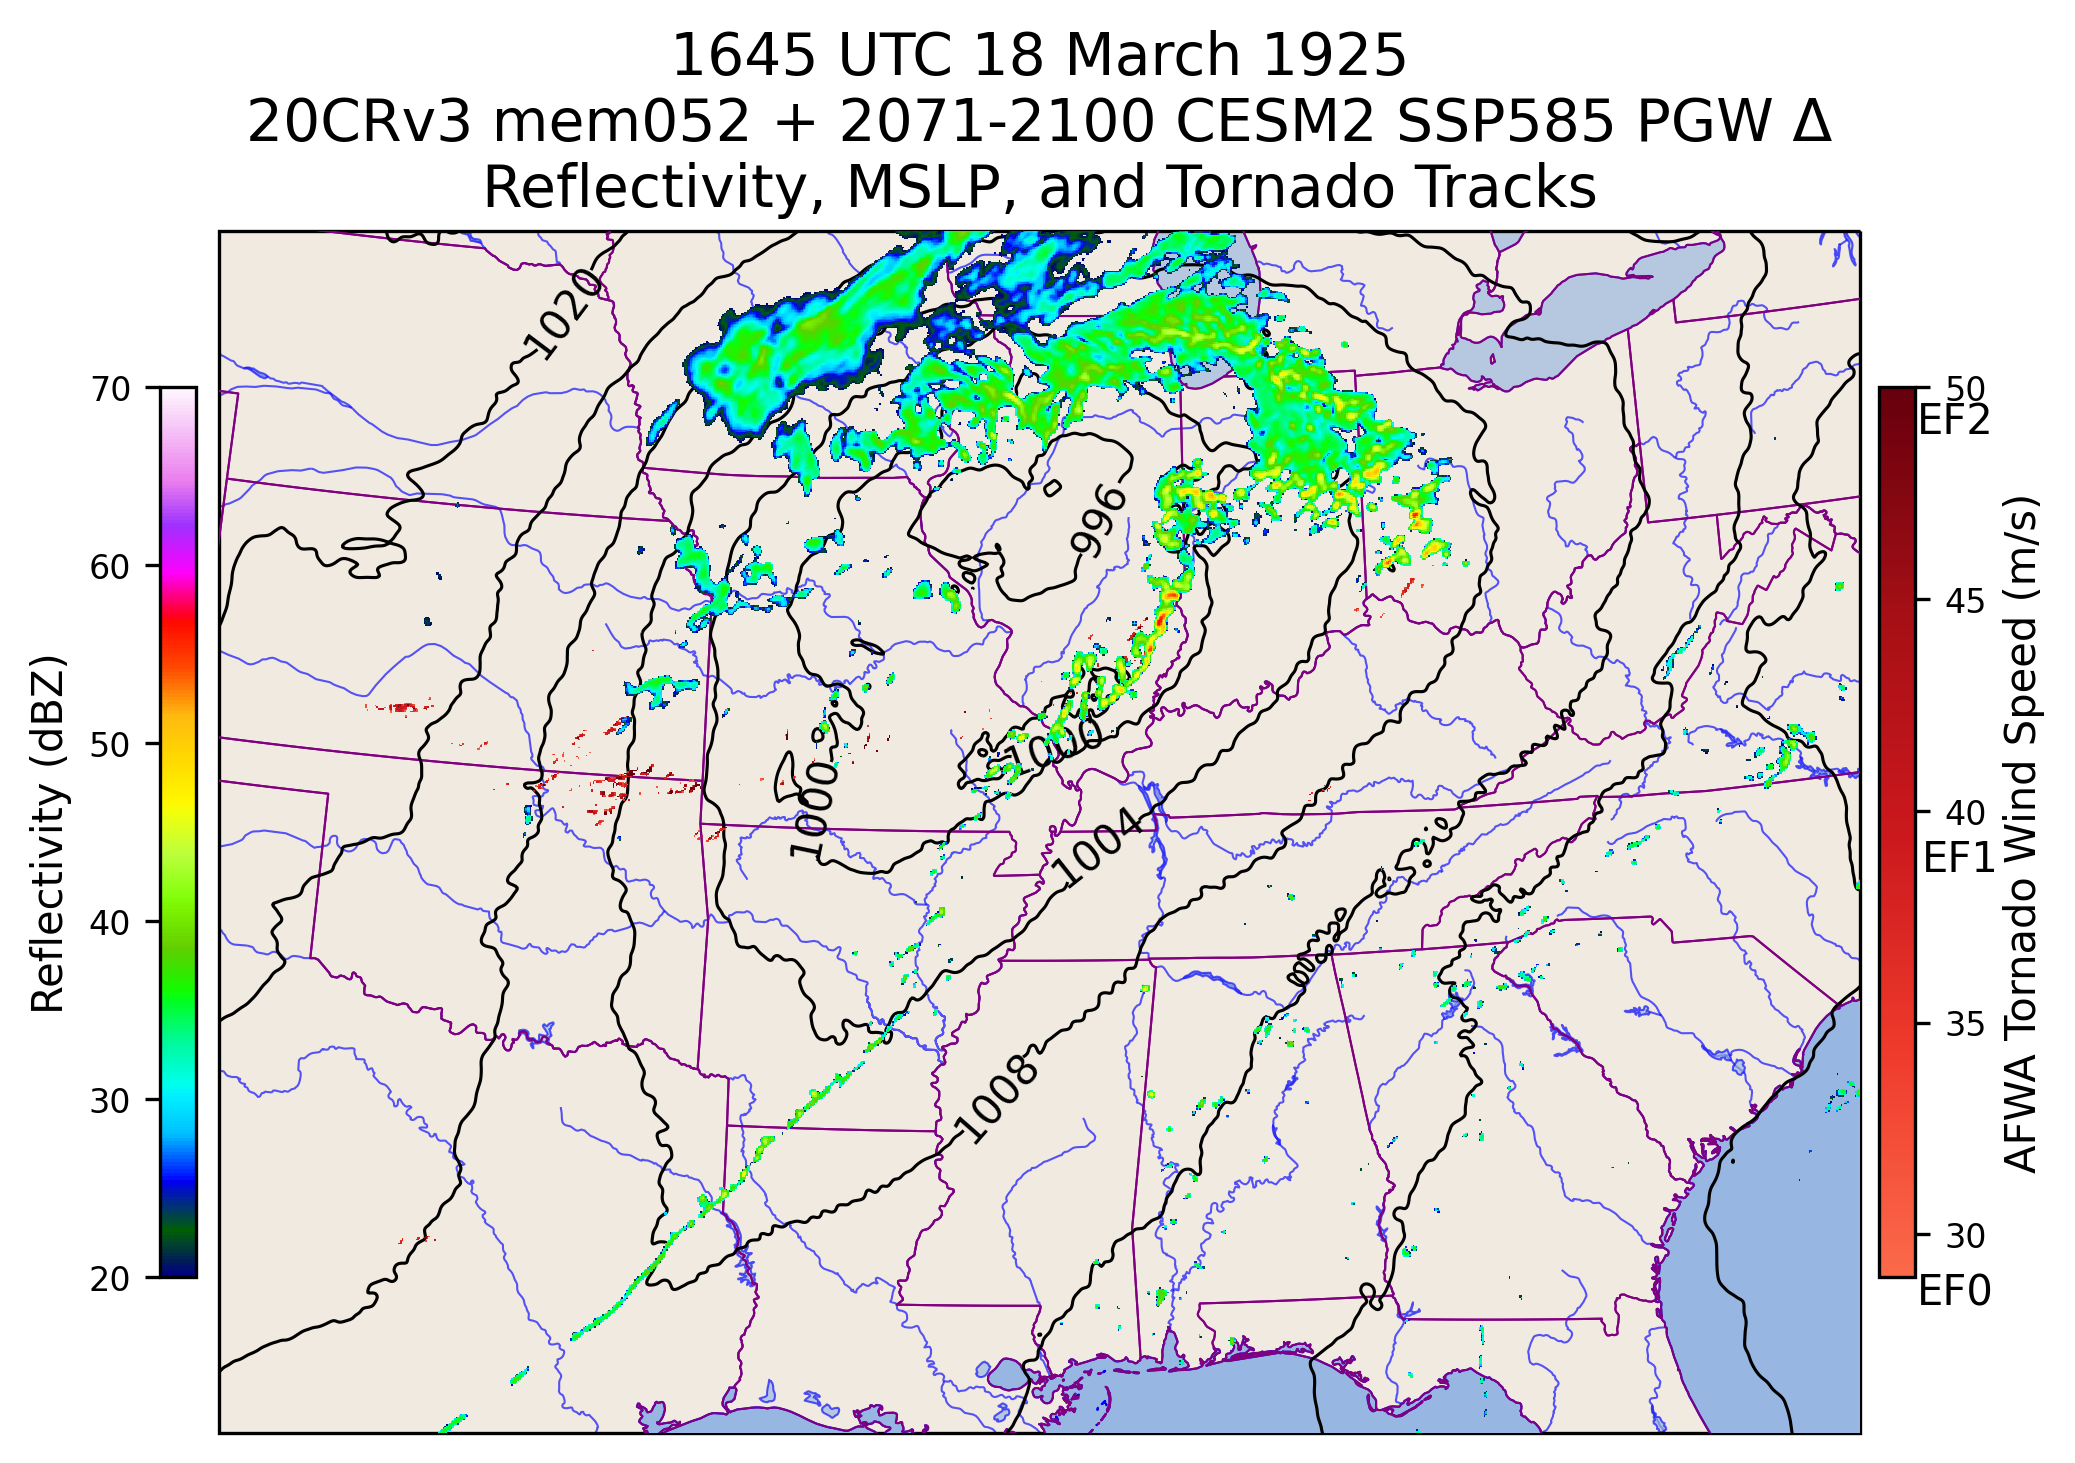 1645 UTC 18 March 1925
20CRv3 mem052 + 2071-2100 CESM2 SSP585 PGW Δ
Reflectivity, MSLP, and Tornado Tracks
1020
996
1000
1000
1004
1008
70
60
50
40
30
20
Reflectivity (dBZ)
50
EF2
45
40
EF1
35
30
EF0
AFWA Tornado Wind Speed (m/s)